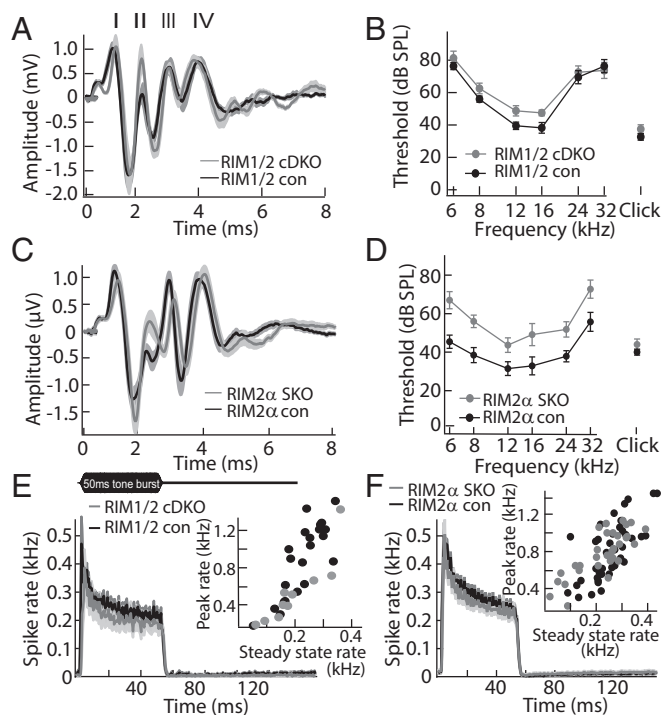 I II III IV
A
Amplitude (mV)
1.0
0.5
0
-0.5
-1.0
-1.5
-2.0
RIM1/2 cDKO
RIM1/2 con
0 2 4 6 8
Time (ms)
B
Threshold (dB SPL)
80
60
40
20
0
RIM1/2 cDKO
RIM1/2 con
6 8 12 16 24 32 Click
Frequency (kHz)
C
Amplitude (µV)
1.0
0.5
0
-0.5
-1.0
-1.5
RIM2α SKO
RIM2α con
0 2 4 6 8
Time (ms)
D
Threshold (dB SPL)
80
60
40
20
0
RIM2α SKO
RIM2α con
6 8 12 16 24 32 Click
Frequency (kHz)
E
50ms tone burst
RIM1/2 cDKO
RIM1/2 con
Spike rate (kHz)
0.5
0.4
0.3
0.2
0.1
0
0 40 80 120
Time (ms)
Peak rate (kHz)
1.2
0.8
0.4
0.2 0.4
Steady state rate
(kHz)
F
RIM2α SKO
RIM2α con
Spike rate (kHz)
0.5
0.4
0.3
0.2
0.1
0
0 40 80 120
Time (ms)
Peak rate
(kHz)
1.2
0.8
0.4
0.2 0.4
Steady state rate
(kHz)